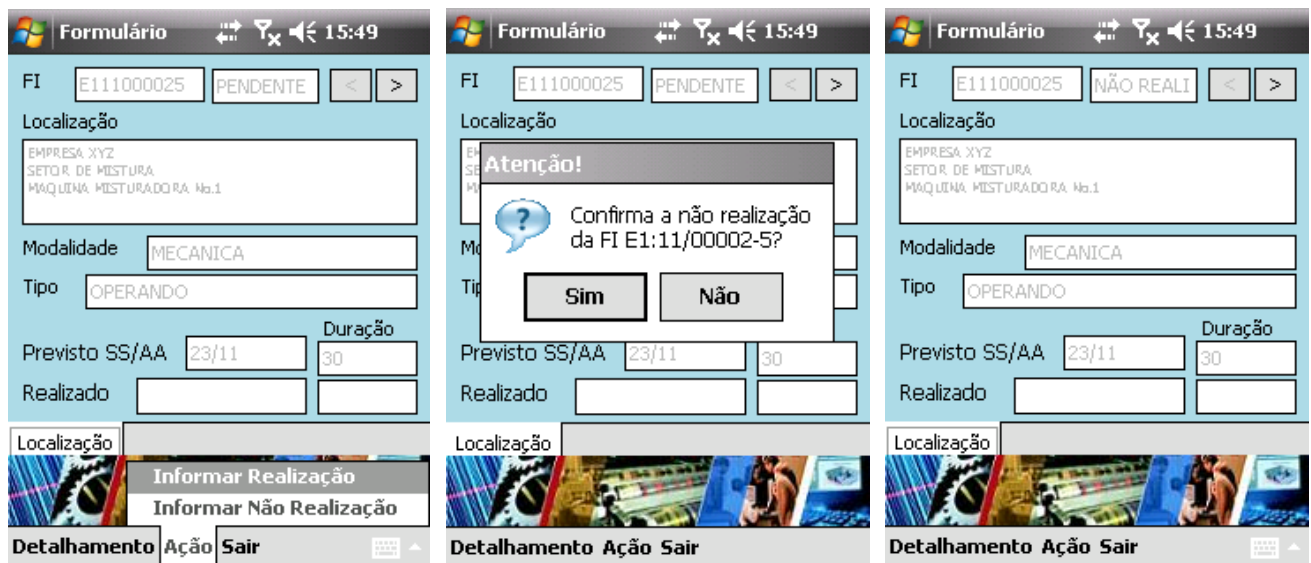 Formulário 15:49
FI E111000025 PENDENTE < >
Localização
EMPRESA XYZ
SETOR DE MISTURA
MAQUINA MISTURADORA No.1
Modalidade MECANICA
Tipo OPERANDO
Duração
Previsto SS/AA 23/11 30
Realizado
Localização
Informar Realização
Informar Não Realização
Detalhamento Ação Sair
Formulário 15:49
FI E111000025 PENDENTE < >
Localização
Atenção!
Confirma a não realização
da FI E1:11/00002-5?
Sim Não
Previsto SS/AA 23/11 30
Realizado
Localização
Detalhamento Ação Sair
Formulário 15:49
FI E111000025 NÃO REALI < >
Localização
EMPRESA XYZ
SETOR DE MISTURA
MAQUINA MISTURADORA No.1
Modalidade MECANICA
Tipo OPERANDO
Duração
Previsto SS/AA 23/11 30
Realizado
Localização
Detalhamento Ação Sair